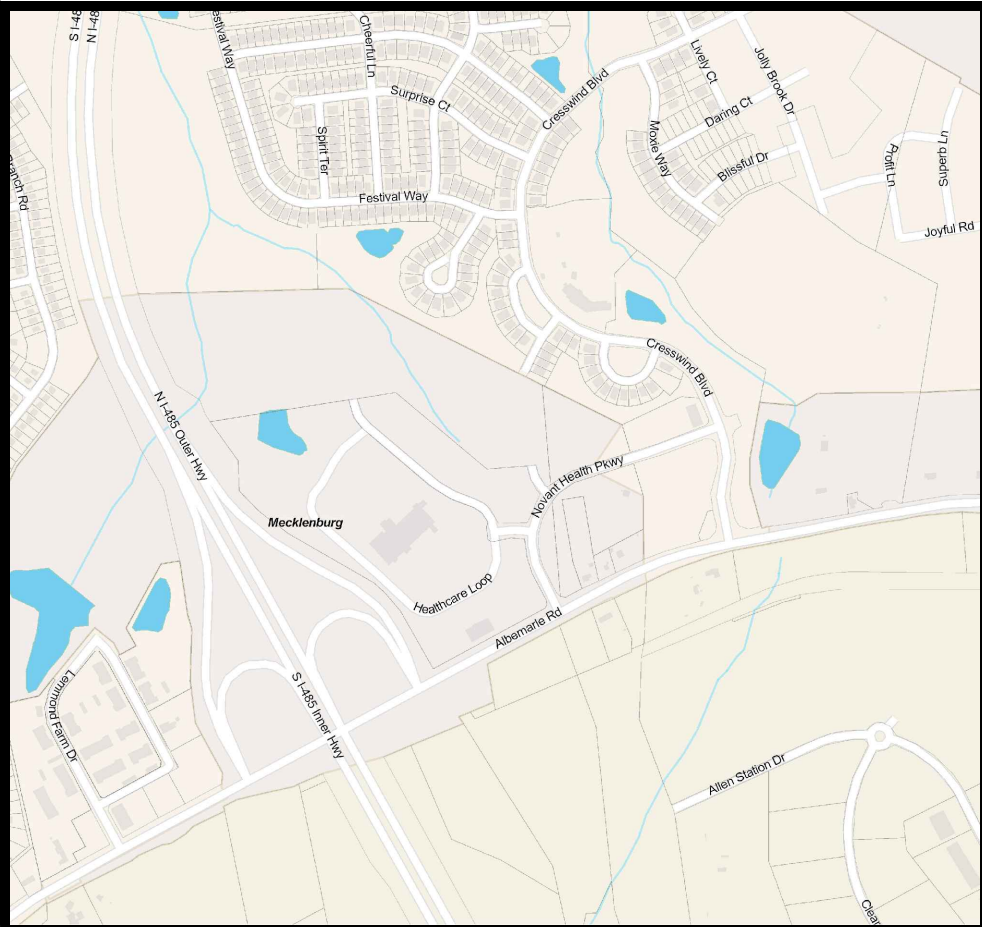 S I-48
N I-48
estival Way
Cheerful Ln
Surprise Ct
Spirit Ter
Festival Way
Cresswind Blvd
Lively Ct
Jolly Brook Dr
Daring Ct
Moxie Way
Blissful Dr
Profit Ln
Superb Ln
Joyful Rd
Branch Rd
Cresswind Blvd
N I-485 Outer Hwy
Novant Health Pkwy
Mecklenburg
Healthcare Loop
Albemarle Rd
Lemmond Farm Dr
S I-485 Inner Hwy
Allen Station Dr
Clear